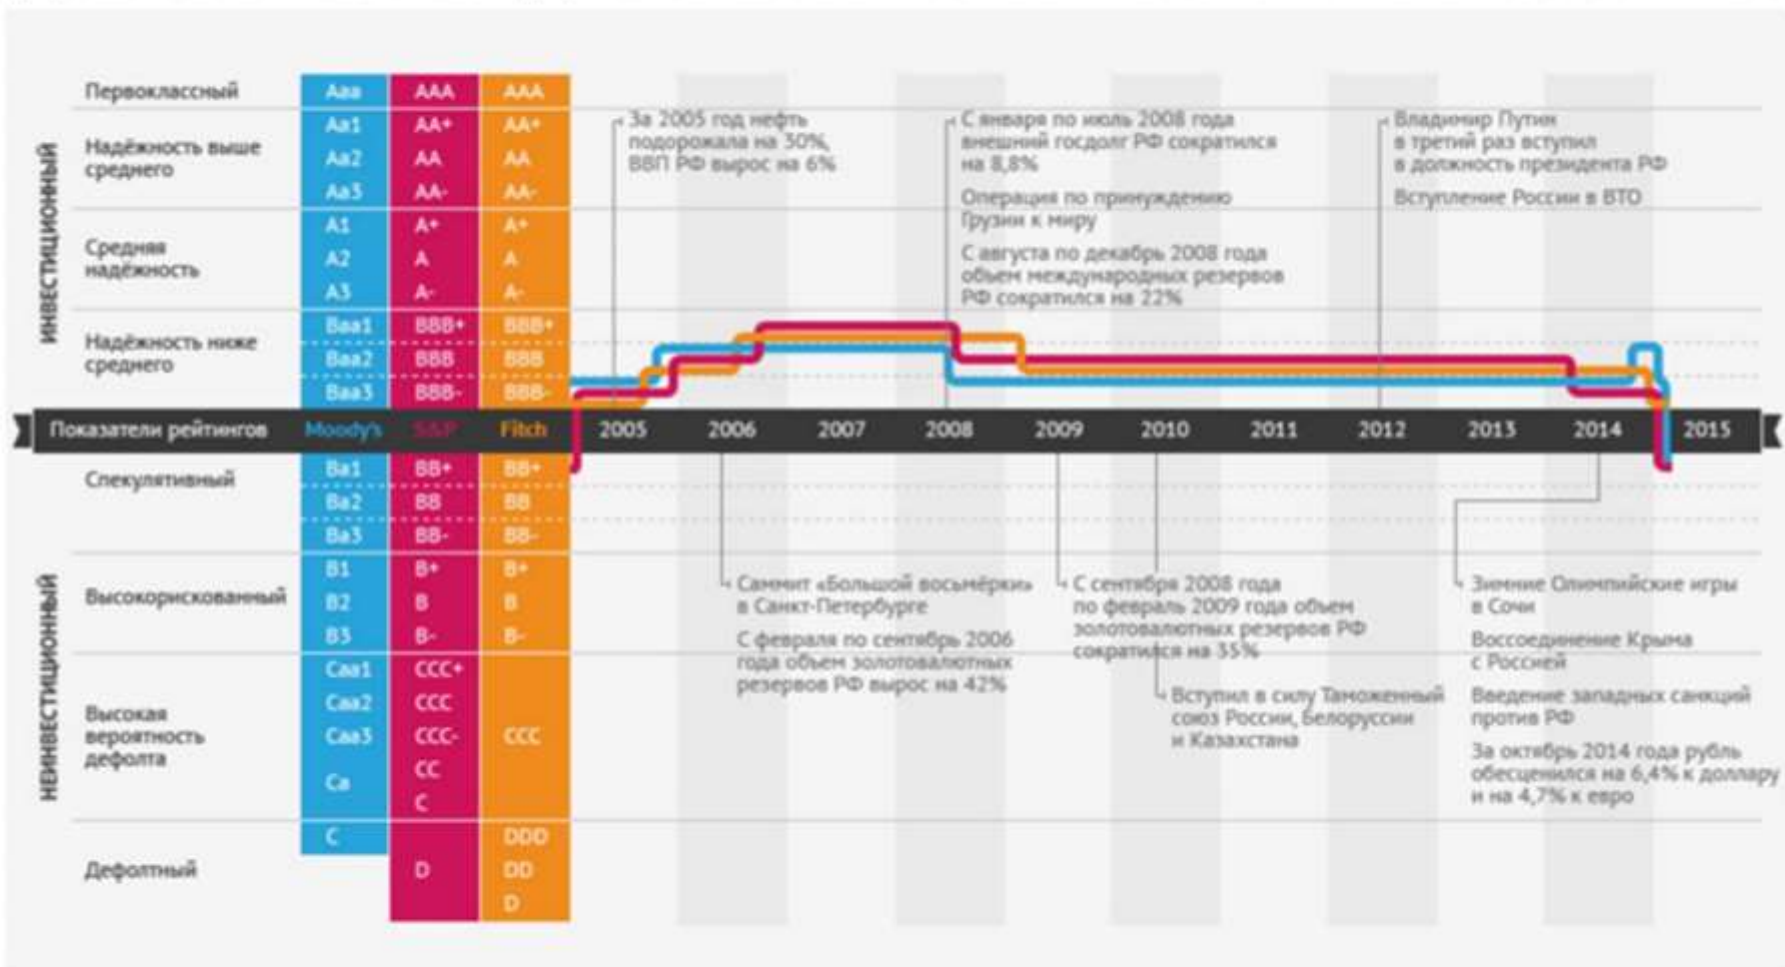 ИНВЕСТИЦИОННЫЙ
Первоклассный
Aaa AAA AAA
Надёжность выше
среднего
Aa1 AA+ AA+
Aa2 AA AA
Aa3 AA- AA-
Средняя
надёжность
A1 A+ A+
A2 A A
A3 A- A-
Надёжность ниже
среднего
Baa1 BBB+ BBB+
Baa2 BBB BBB
Baa3 BBB- BBB-
За 2005 год нефть
подорожала на 30%,
ВВП РФ вырос на 6%
С января по июль 2008 года
внешний госдолг РФ сократился
на 8,8%
Операция по принуждению
Грузии к миру
С августа по декабрь 2008 года
объем международных резервов
РФ сократился на 22%
Владимир Путин
в третий раз вступил
в должность президента РФ
Вступление России в ВТО
Показатели рейтингов Moody's S&P Fitch 2005 2006 2007 2008 2009 2010 2011 2012 2013 2014 2015
НЕИНВЕСТИЦИОННЫЙ
Спекулятивный
Ba1 BB+ BB+
Ba2 BB BB
Ba3 BB- BB-
Высокорискованный
B1 B+ B+
B2 B B
B3 B- B-
Высокая
вероятность
дефолта
Caa1 CCC+
Caa2 CCC
Caa3 CCC- CCC
Ca CC
C
Дефолтный
C DDD
D DD
D
Саммит «Большой восьмёрки»
в Санкт-Петербурге
С февраля по сентябрь 2006
года объем золотовалютных
резервов РФ вырос на 42%
С сентября 2008 года
по февраль 2009 года объем
золотовалютных резервов РФ
сократился на 35%
Вступил в силу Таможенный
союз России, Белоруссии
и Казахстана
Зимние Олимпийские игры
в Сочи
Воссоединение Крыма
с Россией
Введение западных санкций
против РФ
За октябрь 2014 года рубль
обесценился на 6,4% к доллару
и на 4,7% к евро